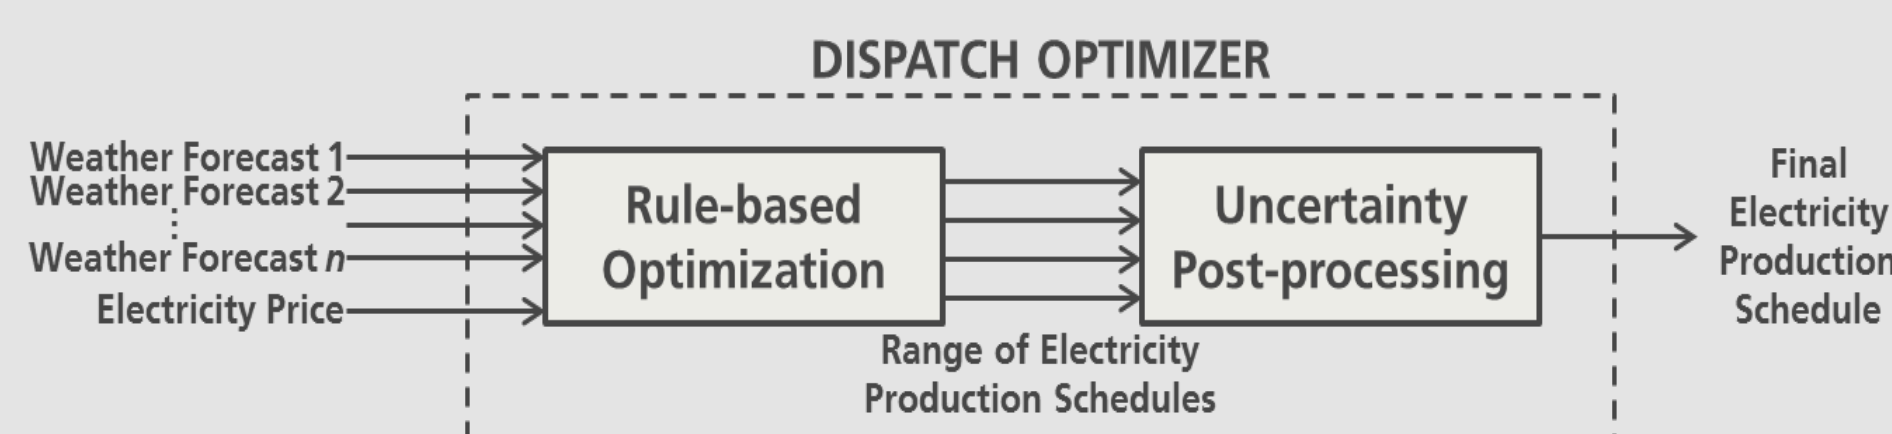 DISPATCH OPTIMIZER
Weather Forecast 1
Weather Forecast 2
⋮
Weather Forecast n
Electricity Price
Rule-based
Optimization
Range of Electricity
Production Schedules
Uncertainty
Post-processing
Final
Electricity
Production
Schedule